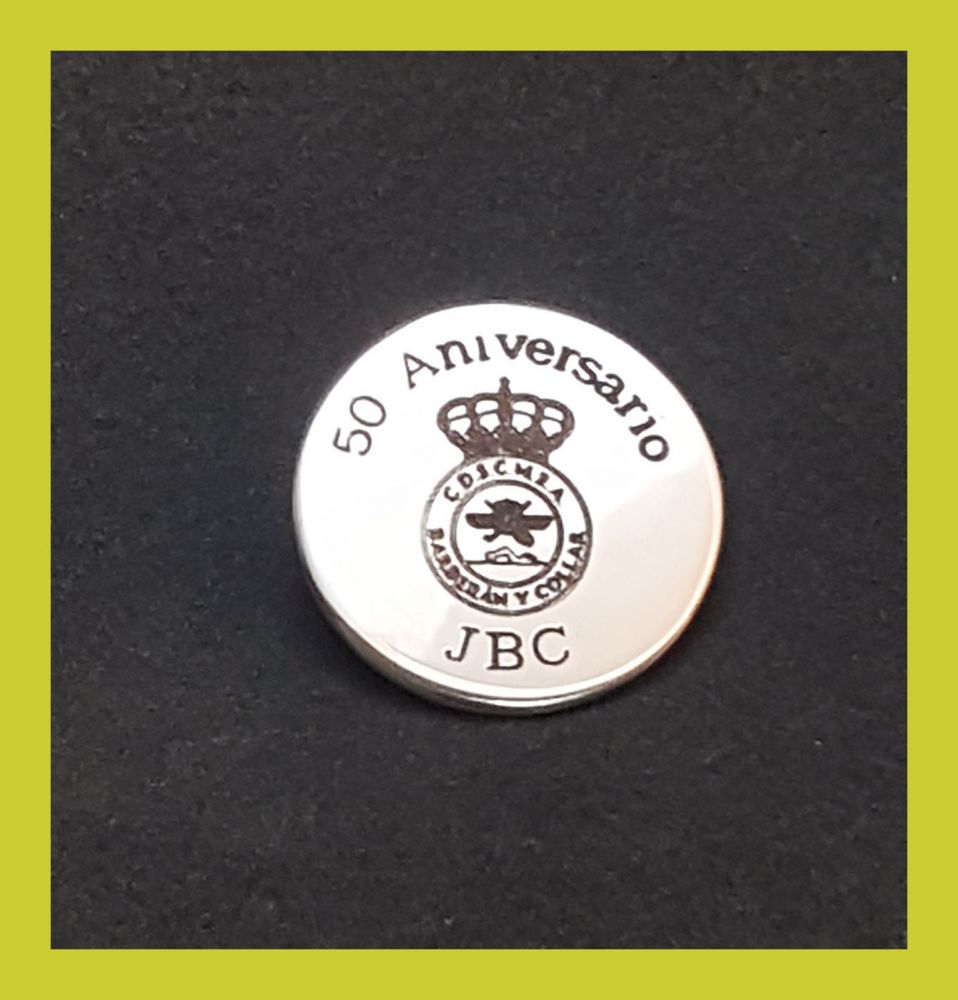 50 Aniversario
CDSCMEA
BARBERÁN Y COLLAR
JBC